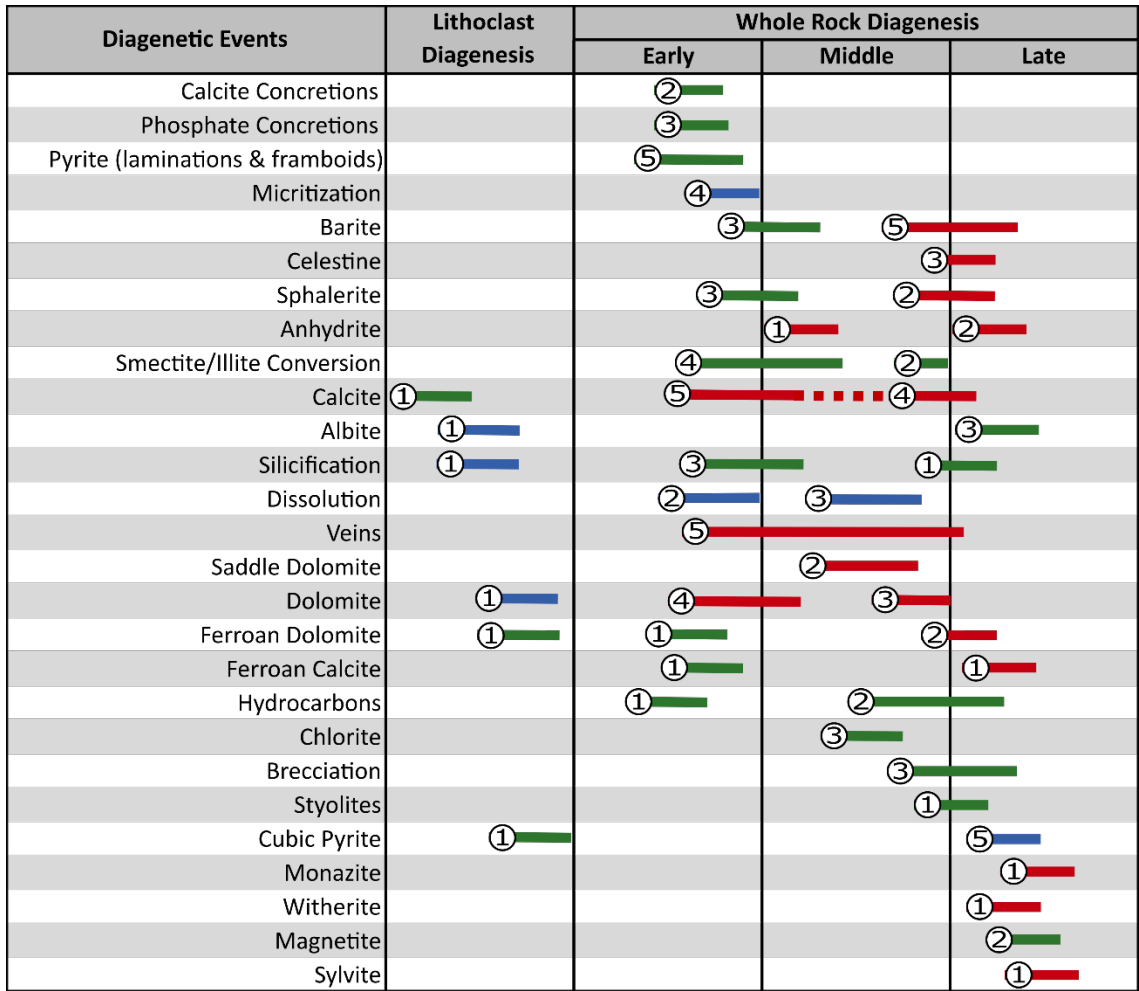 Diagenetic Events Lithoclast Diagenesis Whole Rock Diagenesis
Early Middle Late
Calcite Concretions 2
Phosphate Concretions 3
Pyrite (laminations & framboids) 5
Micritization 4
Barite 3 5
Celestine 3
Sphalerite 3 2
Anhydrite 1 2
Smectite/Illite Conversion 4 2
Calcite 1 5 4
Albite 1 3
Silicification 1 3 1
Dissolution 2 3
Veins 5
Saddle Dolomite 2
Dolomite 1 4 3
Ferroan Dolomite 1 1 2
Ferroan Calcite 1 1
Hydrocarbons 1 2
Chlorite 3
Brecciation 3
Styolites 1
Cubic Pyrite 1 5
Monazite 1
Witherite 1
Magnetite 2
Sylvite 1